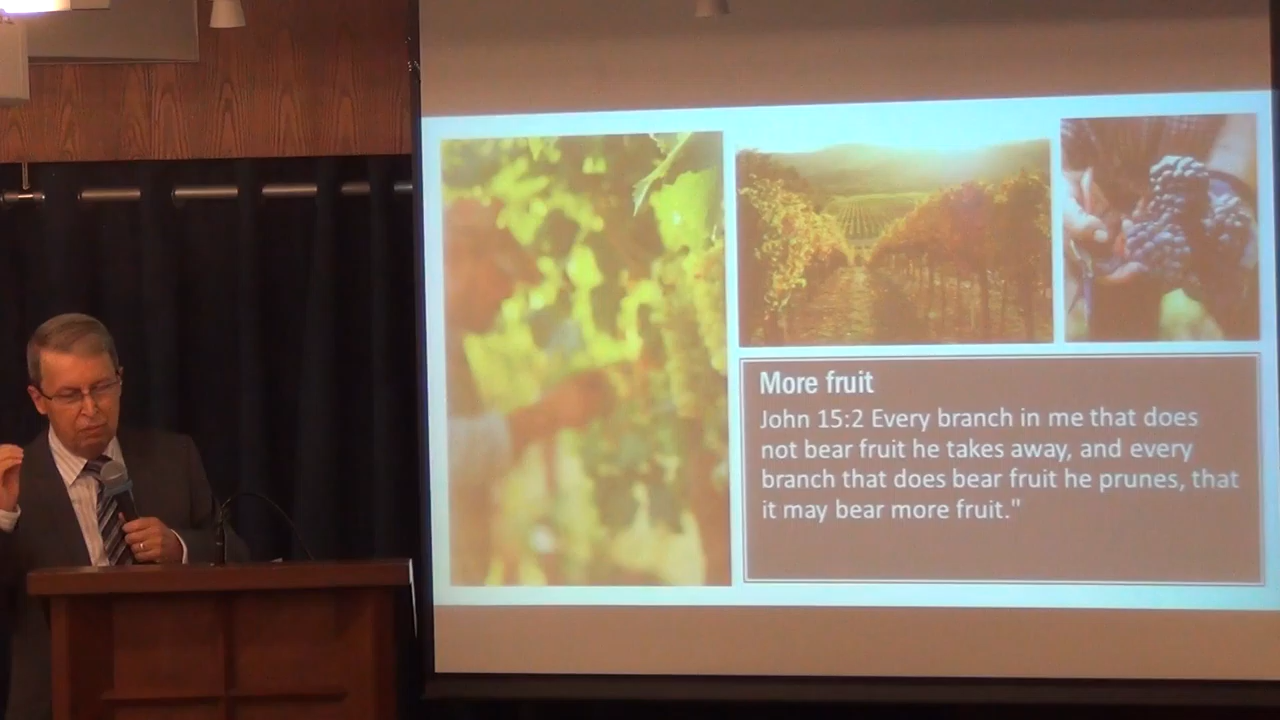 More fruit
John 15:2 Every branch in me that does
not bear fruit he takes away, and every
branch that does bear fruit he prunes, that
it may bear more fruit."